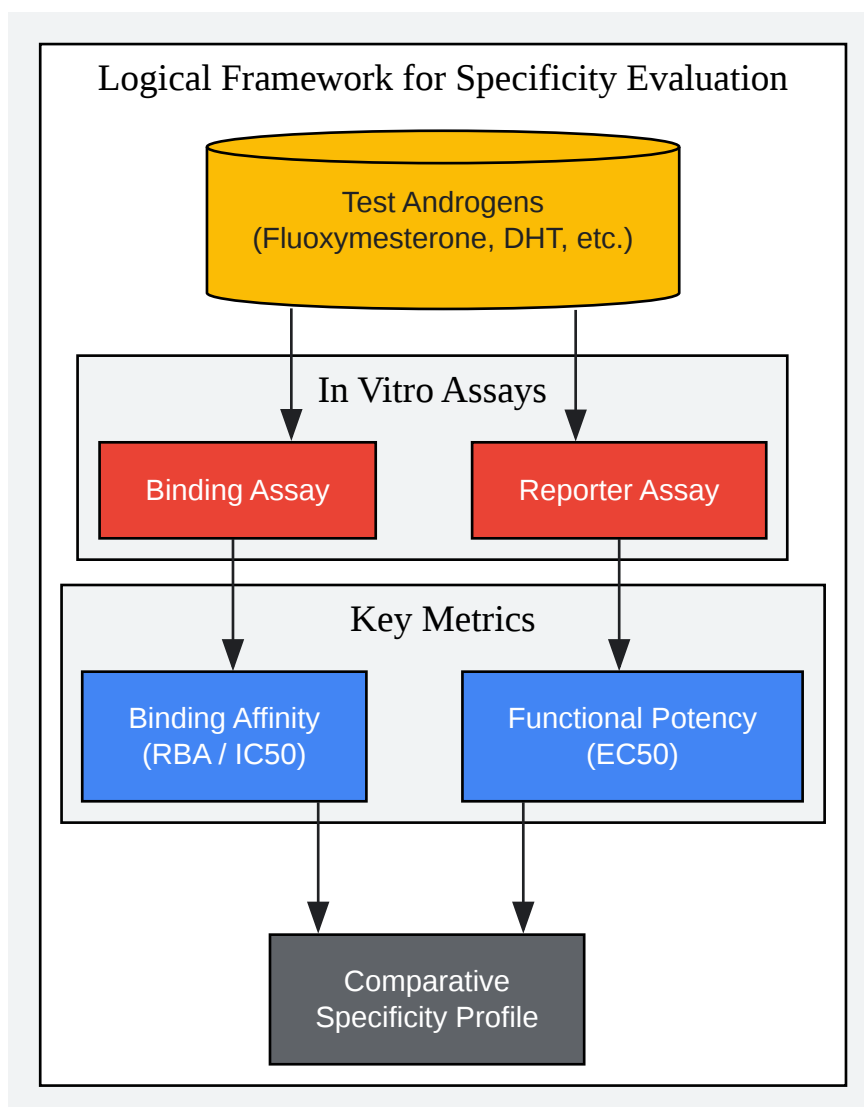 Logical Framework for Specificity Evaluation
Test Androgens
(Fluoxymesterone, DHT, etc.)
In Vitro Assays
Binding Assay
Reporter Assay
Key Metrics
Binding Affinity
(RBA / IC50)
Functional Potency
(EC50)
Comparative
Specificity Profile